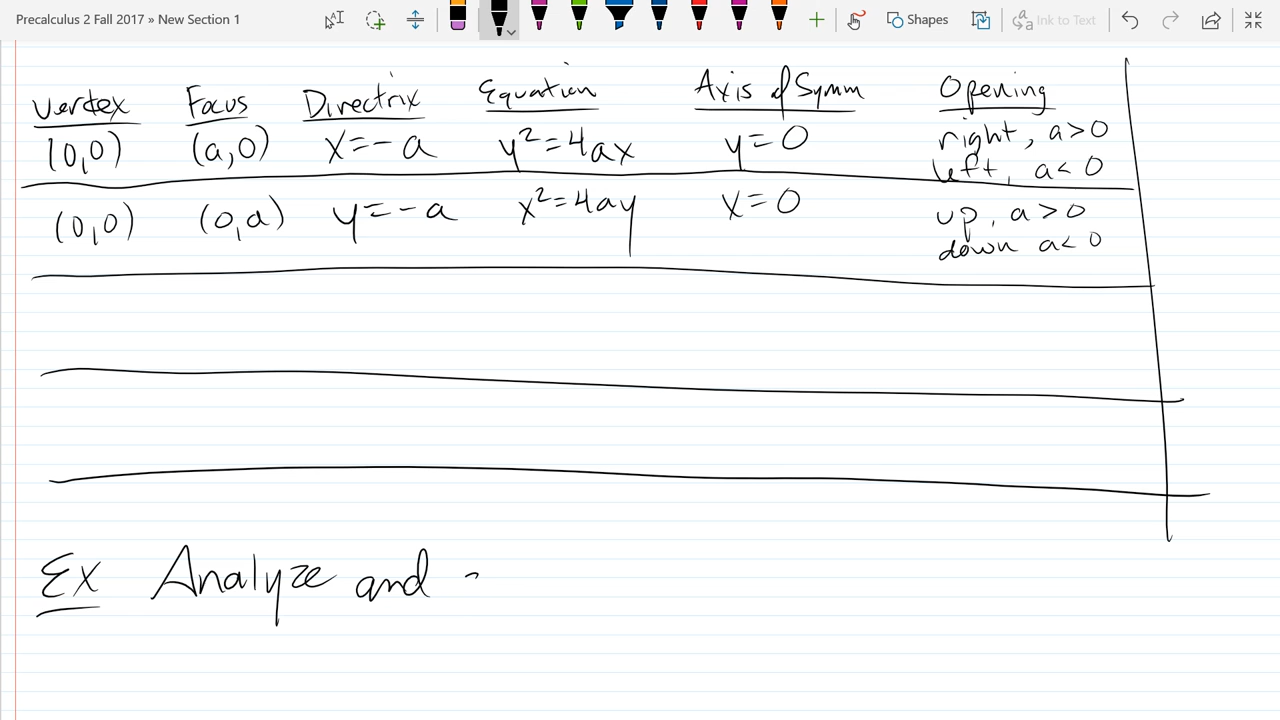 Precalculus 2 Fall 2017 » New Section 1
Shapes
Ink to Text
Vertex Focus Directrix Equation Axis of Symm Opening
(0,0) (a,0) x=-a y²=4ax y=0 right, a>0
left, a<0
(0,0) (0,a) y=-a x²=4ay x=0 up, a>0
down a<0
Ex Analyze and